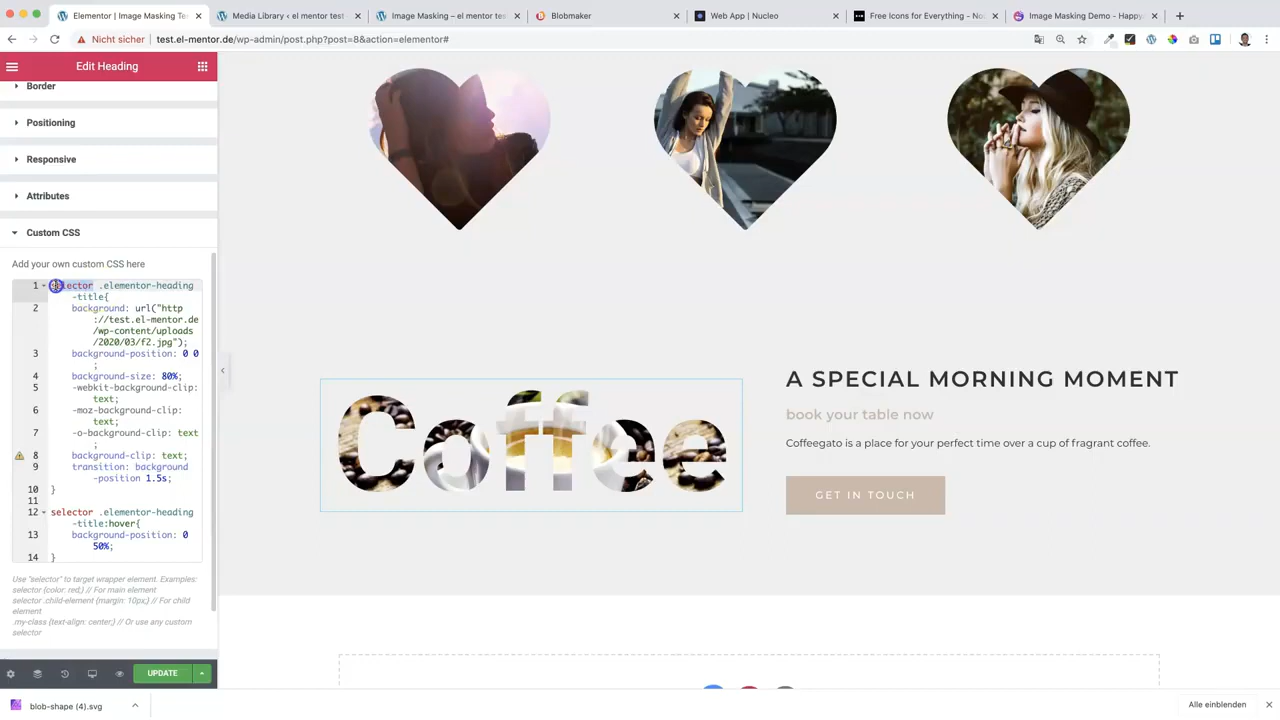 Elementor | Image Masking Te
Media Library ‹ el mentor test
Image Masking – el mentor tes
Blobmaker
Web App | Nucleo
Free Icons for Everything - No
Image Masking Demo - Happy
Nicht sicher
test.el-mentor.de/wp-admin/post.php?post=8&action=elementor#
Edit Heading
Border
Positioning
Responsive
Attributes
Custom CSS
Add your own custom CSS here
1 selector .elementor-heading
-title{
2 background: url("http
://test.el-mentor.de
/wp-content/uploads
/2020/03/f2.jpg");
3 background-position: 0 0
;
4 background-size: 80%;
5 -webkit-background-clip:
text;
6 -moz-background-clip:
text;
7 -o-background-clip: text
;
8 background-clip: text;
9 transition: background
-position 1.5s;
10 }
11
12 selector .elementor-heading
-title:hover{
13 background-position: 0
50%;
14 }
Use "selector" to target wrapper element. Examples:
selector {color: red;} // For main element
selector .child-element {margin: 10px;} // For child
element
.my-class {text-align: center;} // Or use any custom
selector
UPDATE
Coffee
A SPECIAL MORNING MOMENT
book your table now
Coffeegato is a place for your perfect time over a cup of fragrant coffee.
GET IN TOUCH
blob-shape (4).svg
Alle einblenden